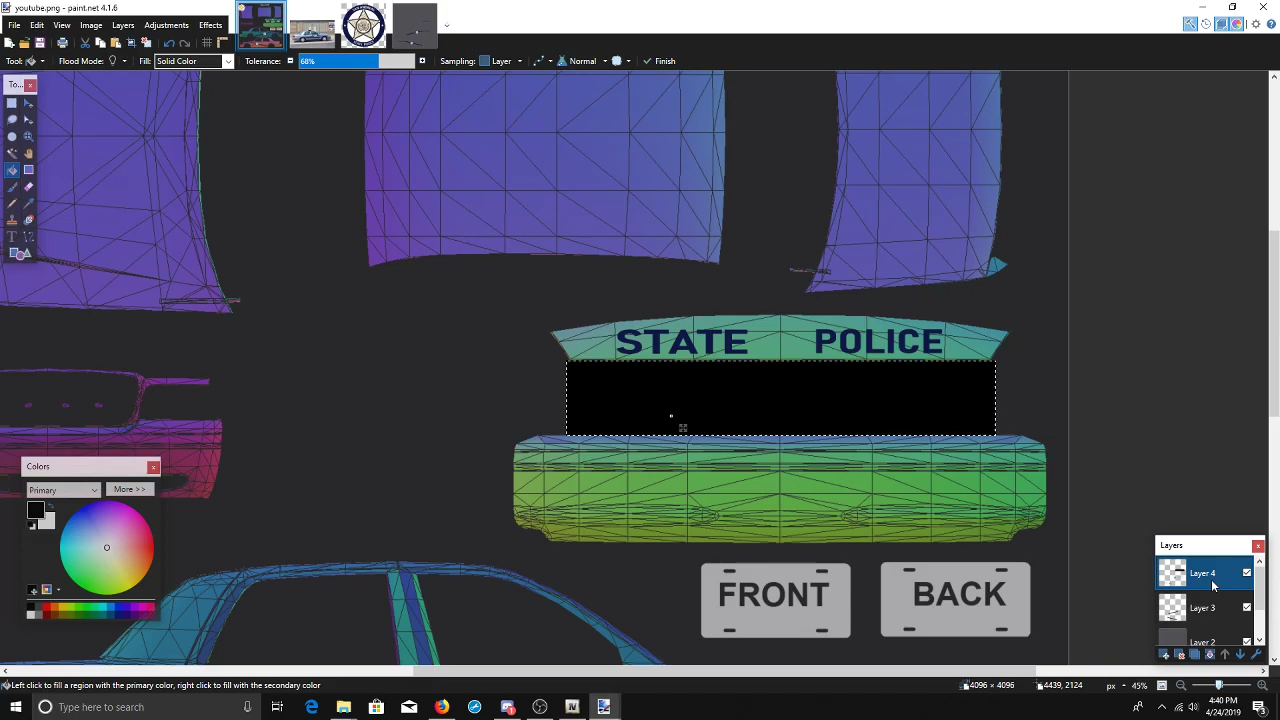 youtube.png - paint.net 4.1.6
File Edit View Image Layers Adjustments Effects
Tool: Flood Mode: Fill: Solid Color Tolerance: 68% Sampling: Layer Normal Finish
To...
STATE POLICE
Colors
Primary More >>
FRONT BACK
Layers
Layer 4
Layer 3
Layer 2
Left click to fill a region with the primary color, right click to fill with the secondary color 4096 × 4096 4439, 2124 px 45%
Type here to search
4:40 PM
4/24/2019